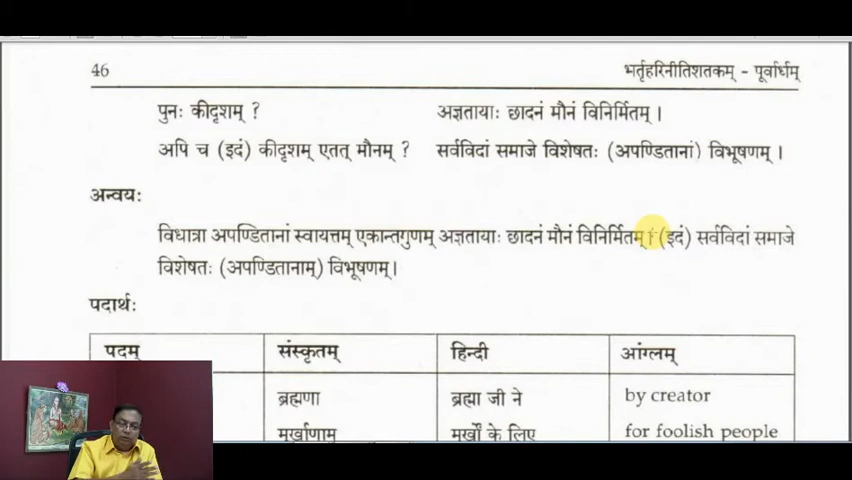 46 भर्तृहरिनीतिशतकम् - पूर्वार्धम्
पुनः कीदृशम् ? अज्ञतायाः छादनं मौनं विनिर्मितम् ।
अपि च (इदं) कीदृशम् एतत् मौनम् ? सर्वविदां समाजे विशेषतः (अपण्डितानां) विभूषणम् ।
अन्वयः
विधात्रा अपण्डितानां स्वायत्तम् एकान्तगुणम् अज्ञतायाः छादनं मौनं विनिर्मितम् । (इदं) सर्वविदां समाजे
विशेषतः (अपण्डितानाम्) विभूषणम् ।
पदार्थः
पदम् संस्कृतम् हिन्दी आंग्लम्
ब्रह्मणा ब्रह्मा जी ने by creator
मूर्खाणाम् मूर्खों के लिए for foolish people